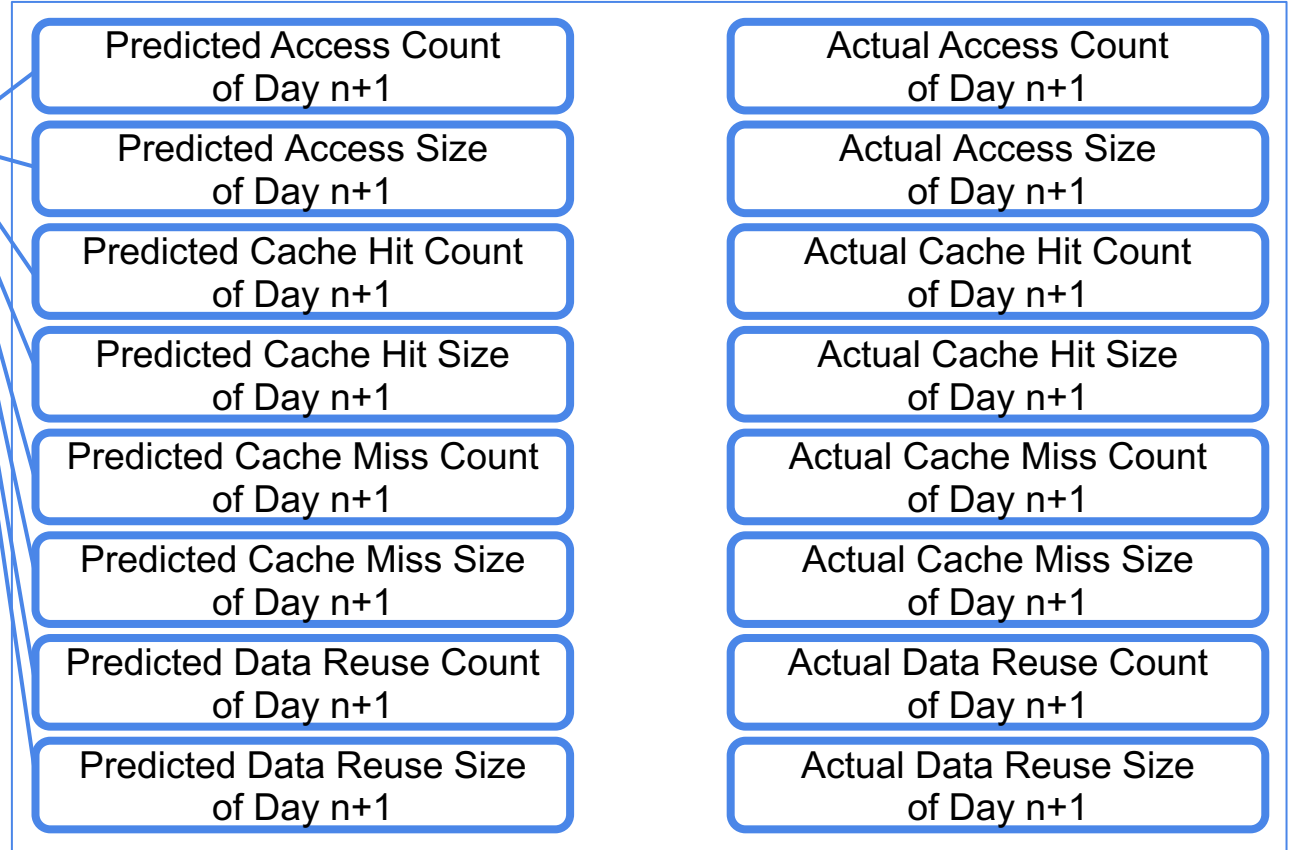 Predicted Access Count
of Day n+1
Actual Access Count
of Day n+1
Predicted Access Size
of Day n+1
Actual Access Size
of Day n+1
Predicted Cache Hit Count
of Day n+1
Actual Cache Hit Count
of Day n+1
Predicted Cache Hit Size
of Day n+1
Actual Cache Hit Size
of Day n+1
Predicted Cache Miss Count
of Day n+1
Actual Cache Miss Count
of Day n+1
Predicted Cache Miss Size
of Day n+1
Actual Cache Miss Size
of Day n+1
Predicted Data Reuse Count
of Day n+1
Actual Data Reuse Count
of Day n+1
Predicted Data Reuse Size
of Day n+1
Actual Data Reuse Size
of Day n+1